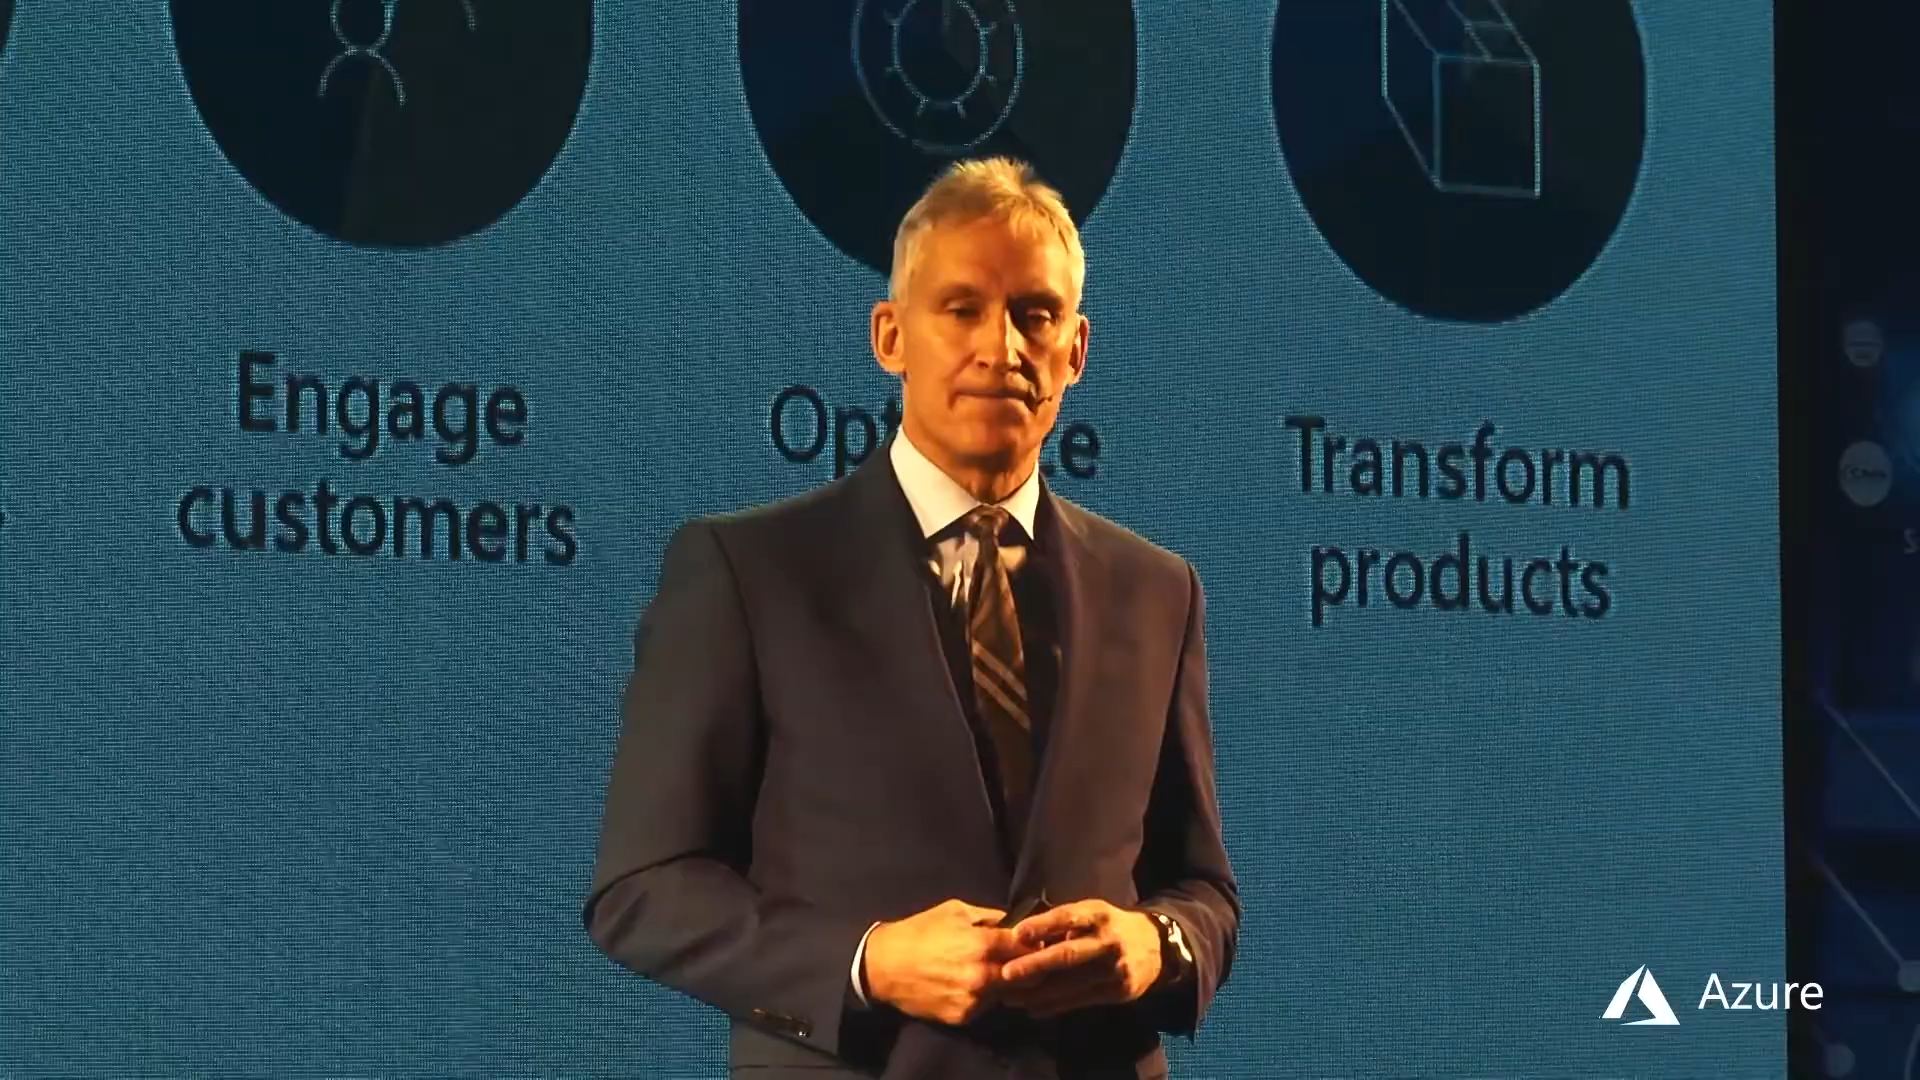 Engage
customers
Transform
products
Azure